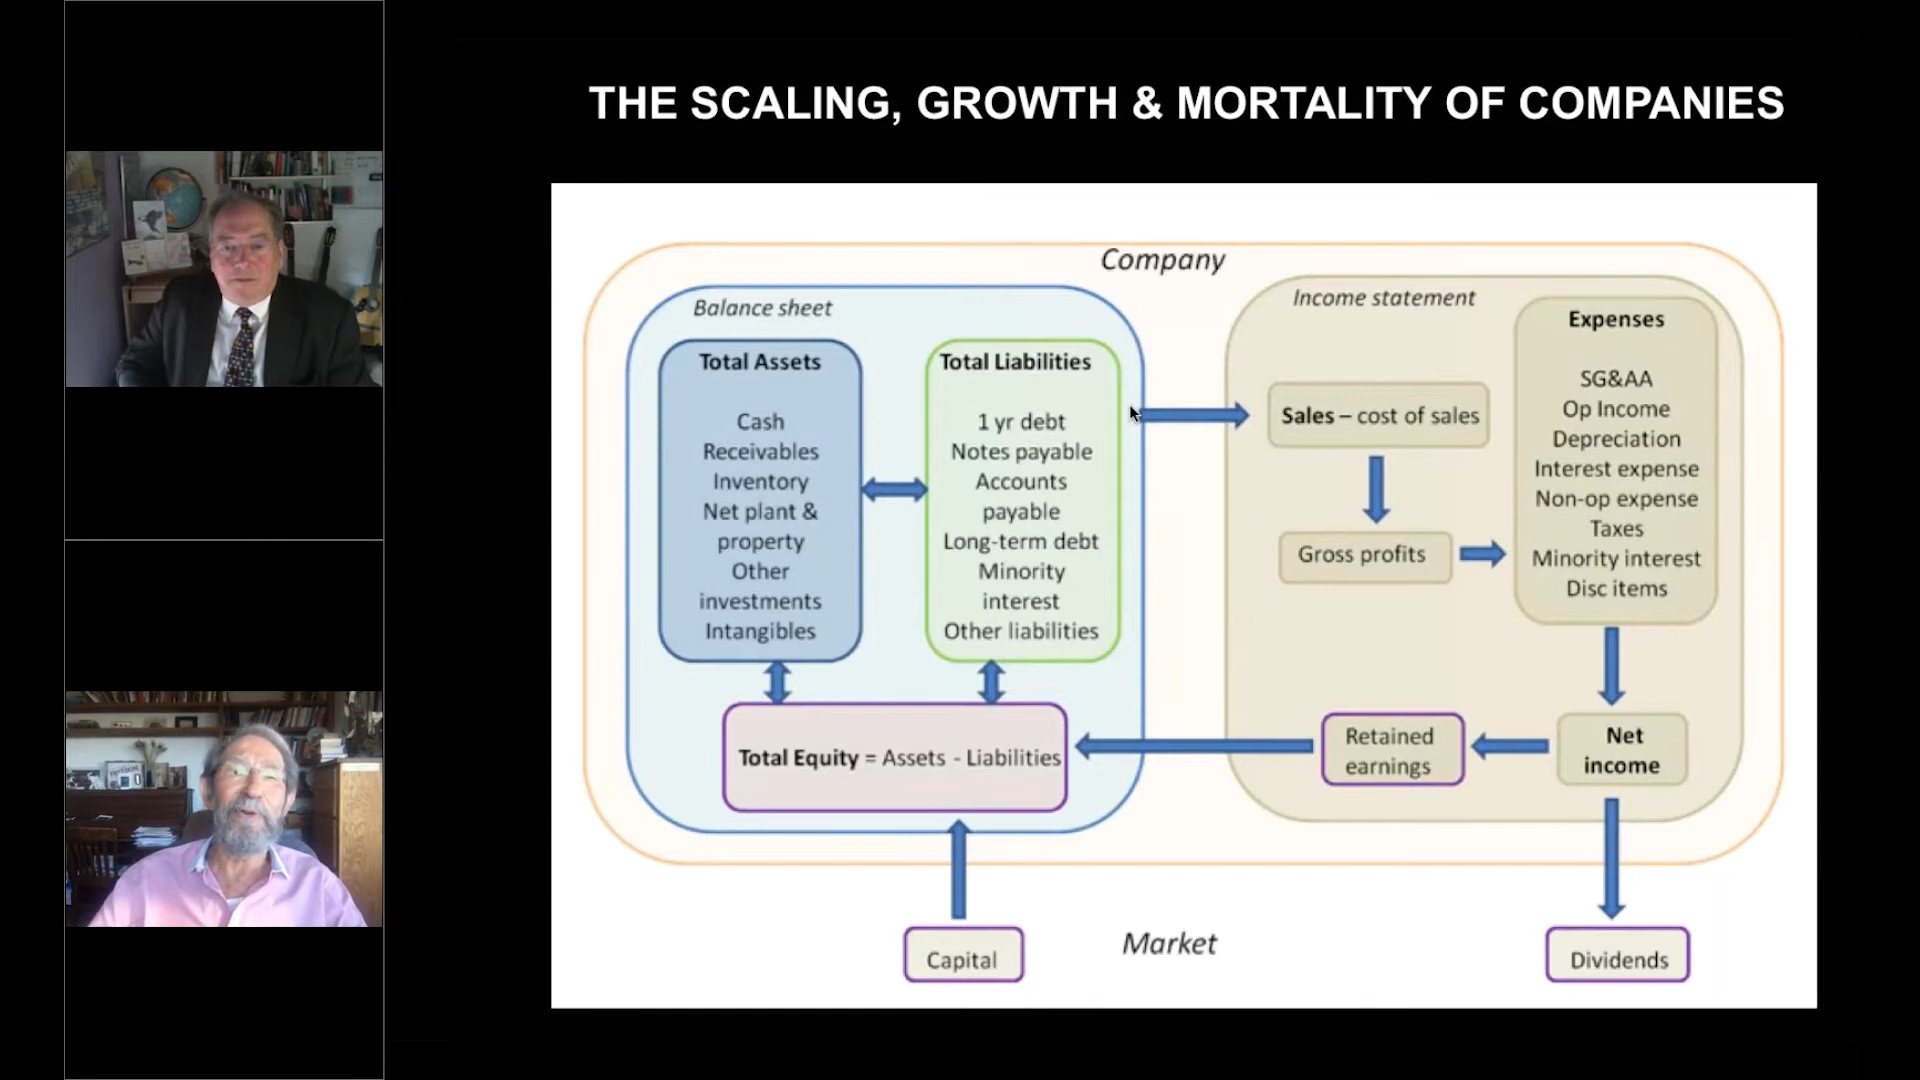 THE SCALING, GROWTH & MORTALITY OF COMPANIES
Company
Balance sheet
Total Assets
Cash
Receivables
Inventory
Net plant &
property
Other
investments
Intangibles
Total Liabilities
1 yr debt
Notes payable
Accounts
payable
Long-term debt
Minority
interest
Other liabilities
Total Equity = Assets - Liabilities
Income statement
Sales – cost of sales
Gross profits
Expenses
SG&AA
Op Income
Depreciation
Interest expense
Non-op expense
Taxes
Minority interest
Disc items
Net
income
Retained
earnings
Capital
Market
Dividends